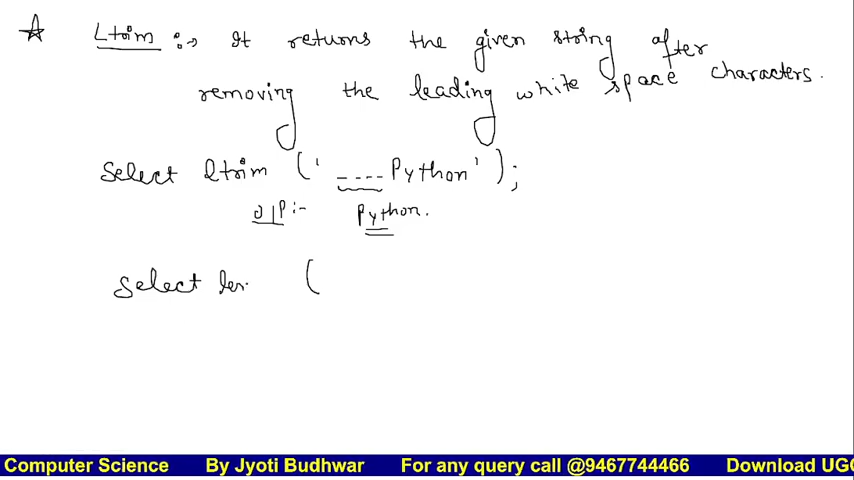 ☆ Ltrim :→ It returns the given string after
removing the leading white space characters.
Select ltrim (' ----Python');
O|P:- Python.
Select len (
Computer Science By Jyoti Budhwar For any query call @9467744466 Download UGC